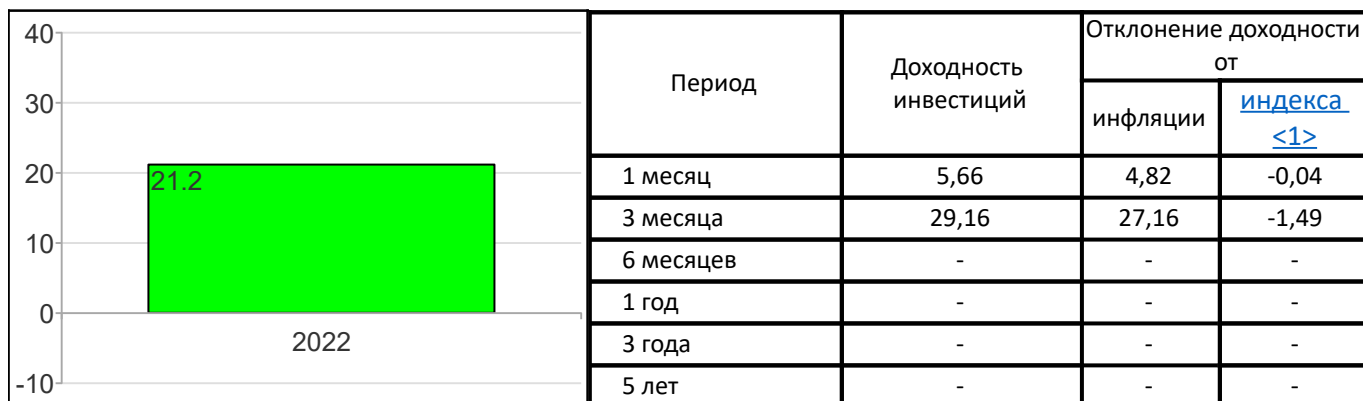 40
30
20
10
0
-10
21.2
2022
Период
Доходность
инвестиций
Отклонение доходности
от
инфляции
индекса
<1>
1 месяц 5,66 4,82 -0,04
3 месяца 29,16 27,16 -1,49
6 месяцев - - -
1 год - - -
3 года - - -
5 лет - - -